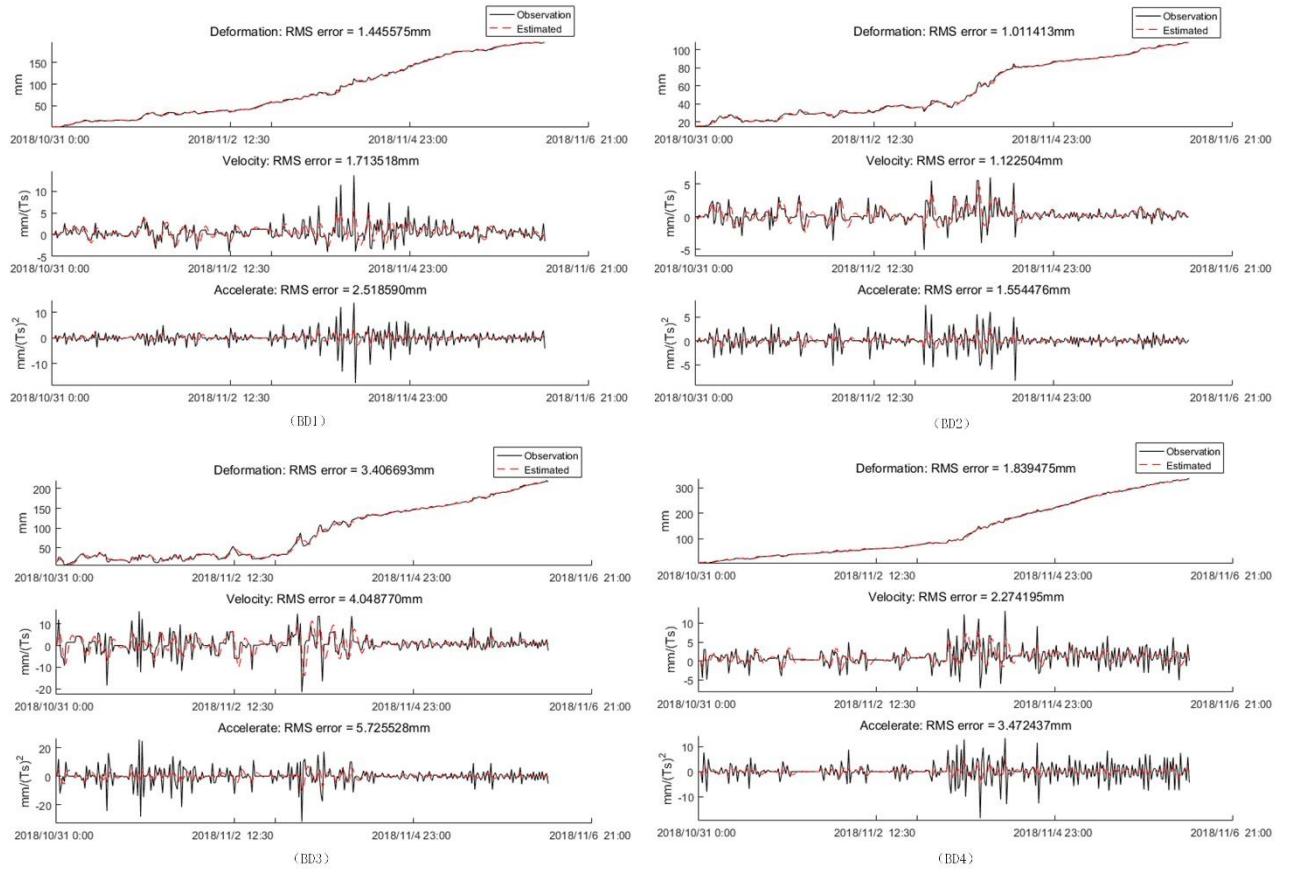 Observation
Estimated
Deformation: RMS error = 1.445575mm
mm
150
100
50
2018/10/31 0:00 2018/11/2 12:30 2018/11/4 23:00 2018/11/6 21:00
Velocity: RMS error = 1.713518mm
mm/(Ts)
10
5
0
-5
2018/10/31 0:00 2018/11/2 12:30 2018/11/4 23:00 2018/11/6 21:00
Accelerate: RMS error = 2.518590mm
mm/(Ts)²
10
0
-10
2018/10/31 0:00 2018/11/2 12:30 2018/11/4 23:00 2018/11/6 21:00
(BD1)
Observation
Estimated
Deformation: RMS error = 1.011413mm
mm
100
80
60
40
20
2018/10/31 0:00 2018/11/2 12:30 2018/11/4 23:00 2018/11/6 21:00
Velocity: RMS error = 1.122504mm
mm/(Ts)
5
0
-5
2018/10/31 0:00 2018/11/2 12:30 2018/11/4 23:00 2018/11/6 21:00
Accelerate: RMS error = 1.554476mm
mm/(Ts)²
5
0
-5
2018/10/31 0:00 2018/11/2 12:30 2018/11/4 23:00 2018/11/6 21:00
(BD2)
Observation
Estimated
Deformation: RMS error = 3.406693mm
mm
200
150
100
50
2018/10/31 0:00 2018/11/2 12:30 2018/11/4 23:00 2018/11/6 21:00
Velocity: RMS error = 4.048770mm
mm/(Ts)
10
0
-10
-20
2018/10/31 0:00 2018/11/2 12:30 2018/11/4 23:00 2018/11/6 21:00
Accelerate: RMS error = 5.725528mm
mm/(Ts)²
20
0
-20
2018/10/31 0:00 2018/11/2 12:30 2018/11/4 23:00 2018/11/6 21:00
(BD3)
Observation
Estimated
Deformation: RMS error = 1.839475mm
mm
300
200
100
2018/10/31 0:00 2018/11/2 12:30 2018/11/4 23:00 2018/11/6 21:00
Velocity: RMS error = 2.274195mm
mm/(Ts)
10
5
0
-5
2018/10/31 0:00 2018/11/2 12:30 2018/11/4 23:00 2018/11/6 21:00
Accelerate: RMS error = 3.472437mm
mm/(Ts)²
10
0
-10
2018/10/31 0:00 2018/11/2 12:30 2018/11/4 23:00 2018/11/6 21:00
(BD4)